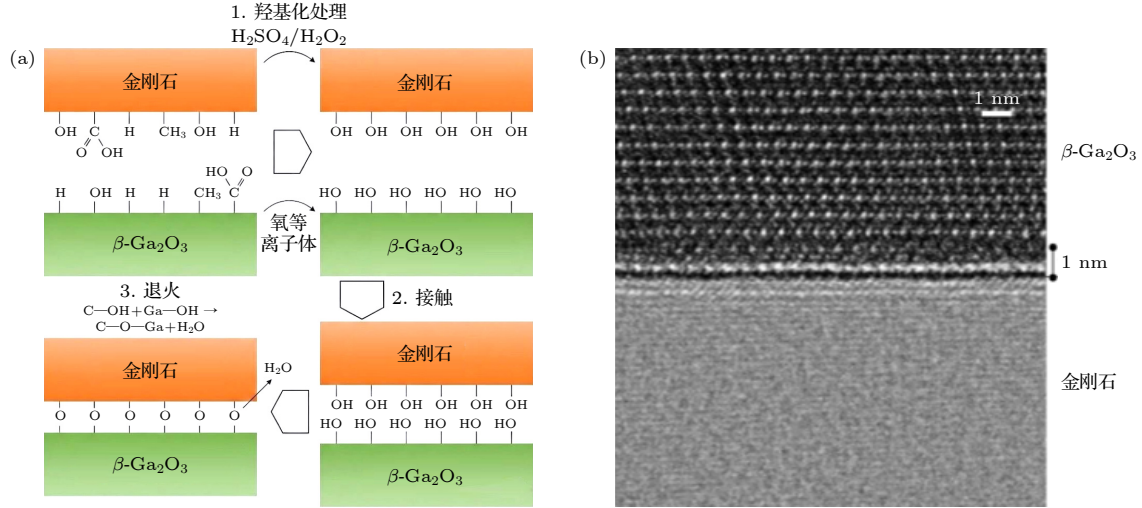 (a)
1. 羟基化处理
H₂SO₄/H₂O₂
金刚石
金刚石
OH C H CH₃ OH H
O OH
OH OH OH OH OH OH
H OH H H CH₃ C
HO O
HO HO HO HO HO HO
β-Ga₂O₃
氧等
离子体
β-Ga₂O₃
3. 退火
C—OH+Ga—OH →
C—O—Ga+H₂O
2. 接触
金刚石
H₂O
O O O O O O
β-Ga₂O₃
金刚石
OH OH OH OH OH OH
HO HO HO HO HO HO
β-Ga₂O₃
(b)
1 nm
β-Ga₂O₃
1 nm
金刚石